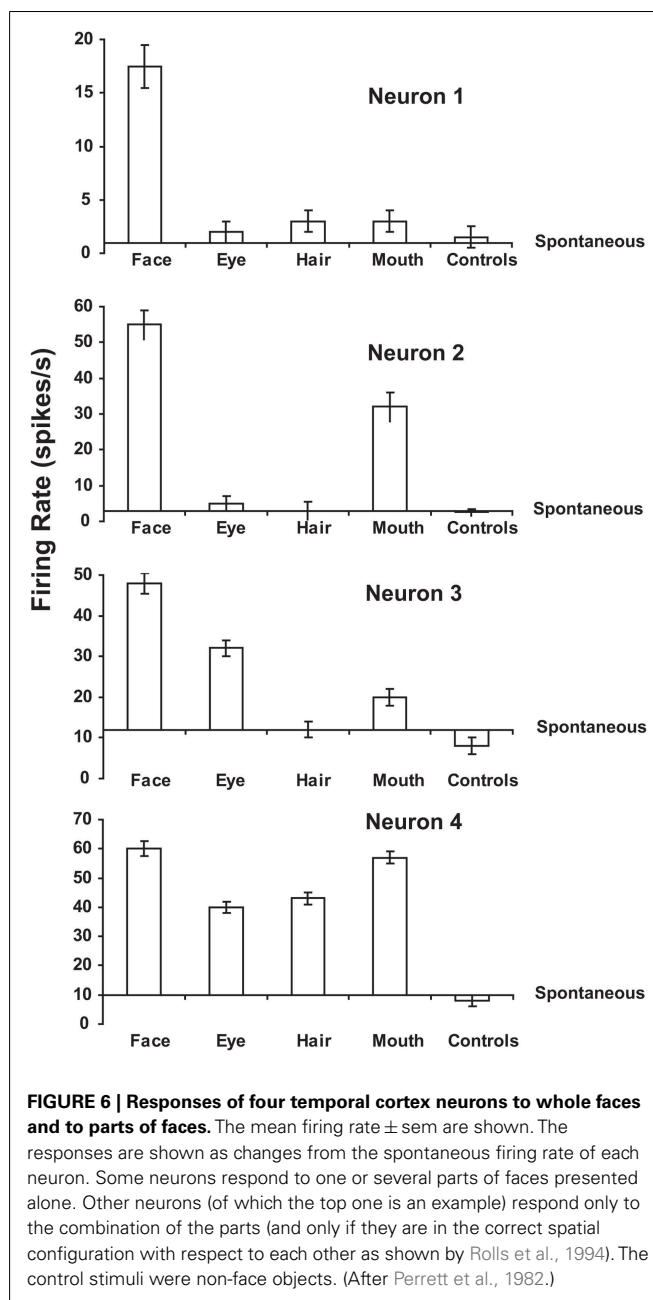 Firing Rate (spikes/s)
20
15
10
5
0
Neuron 1
Spontaneous
Face Eye Hair Mouth Controls
60
50
40
30
20
10
0
Neuron 2
Spontaneous
Face Eye Hair Mouth Controls
50
40
30
20
10
0
Neuron 3
Spontaneous
Face Eye Hair Mouth Controls
70
60
50
40
30
20
10
0
Neuron 4
Spontaneous
Face Eye Hair Mouth Controls
FIGURE 6 | Responses of four temporal cortex neurons to whole faces
and to parts of faces. The mean firing rate ± sem are shown. The
responses are shown as changes from the spontaneous firing rate of each
neuron. Some neurons respond to one or several parts of faces presented
alone. Other neurons (of which the top one is an example) respond only to
the combination of the parts (and only if they are in the correct spatial
configuration with respect to each other as shown by Rolls et al., 1994). The
control stimuli were non-face objects. (After Perrett et al., 1982.)